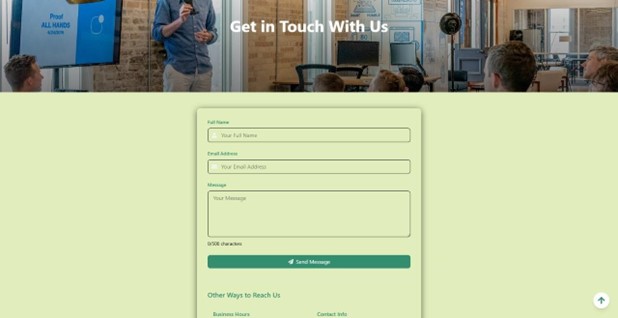 Proof
ALL HANDS
Get in Touch With Us
Full Name
Your Full Name
Email Address
Your Email Address
Message
Your Message
0/500 characters
Send Message
Other Ways to Reach Us
Business Hours
Contact Info